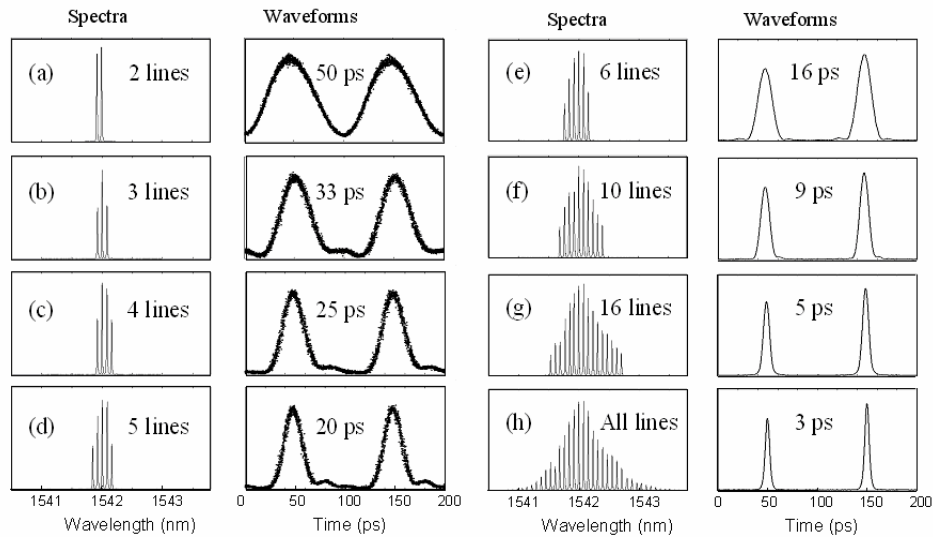 Spectra Waveforms Spectra Waveforms
(a) 2 lines 50 ps (e) 6 lines 16 ps
(b) 3 lines 33 ps (f) 10 lines 9 ps
(c) 4 lines 25 ps (g) 16 lines 5 ps
(d) 5 lines 20 ps (h) All lines 3 ps
1541 1542 1543 0 50 100 150 200 1541 1542 1543 0 50 100 150 200
Wavelength (nm) Time (ps) Wavelength (nm) Time (ps)